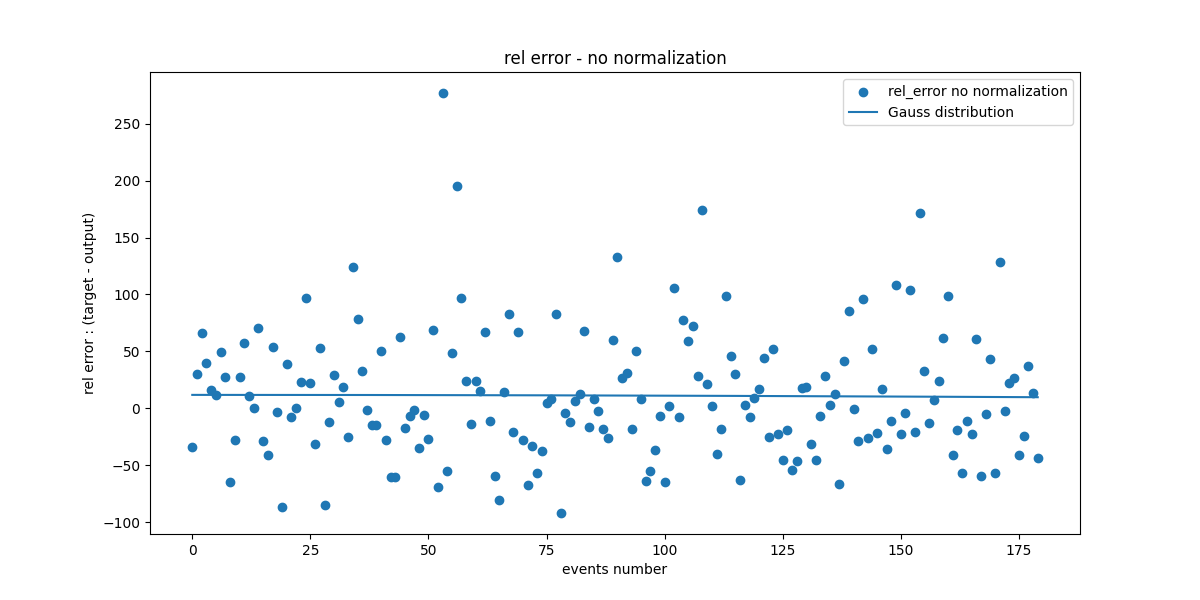 rel error - no normalization
rel_error no normalization
Gauss distribution
rel error : (target - output)
250
200
150
100
50
0
−50
−100
0 25 50 75 100 125 150 175
events number